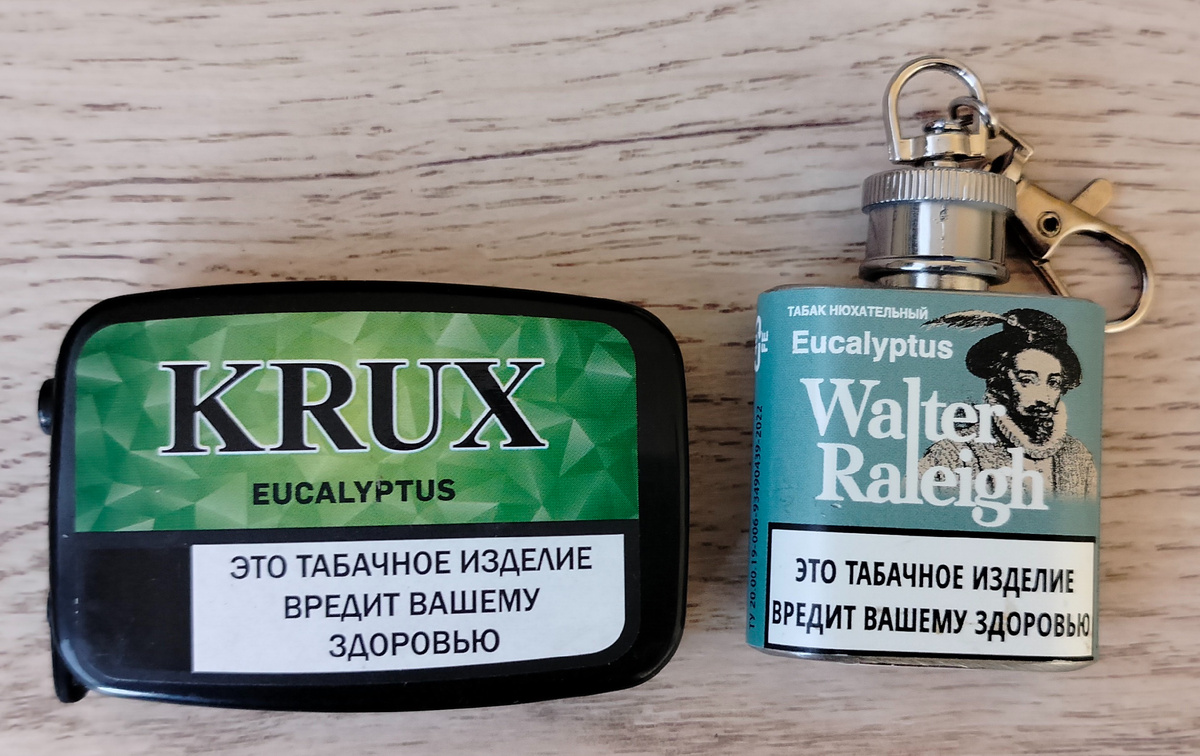 KRUX
EUCALYPTUS
ЭТО ТАБАЧНОЕ ИЗДЕЛИЕ
ВРЕДИТ ВАШЕМУ
ЗДОРОВЬЮ
ТАБАК НЮХАТЕЛЬНЫЙ
Eucalyptus
Walter
Raleigh
ЭТО ТАБАЧНОЕ ИЗДЕЛИЕ
ВРЕДИТ ВАШЕМУ ЗДОРОВЬЮ
ТУ 20.00.19-006-93490439-2022